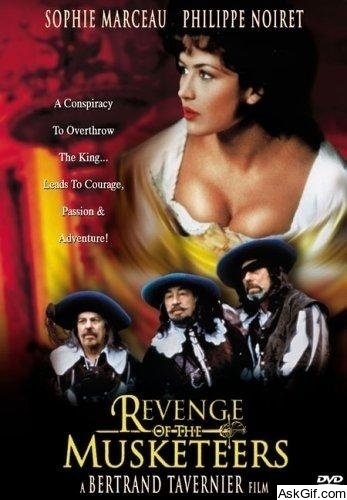 SOPHIE MARCEAU PHILIPPE NOIRET
A Conspiracy
To Overthrow
The King...
Leads To Courage,
Passion &
Adventure!
REVENGE
OF THE
MUSKETEERS
A BERTRAND TAVERNIER FILM
DVD
AskGif.com